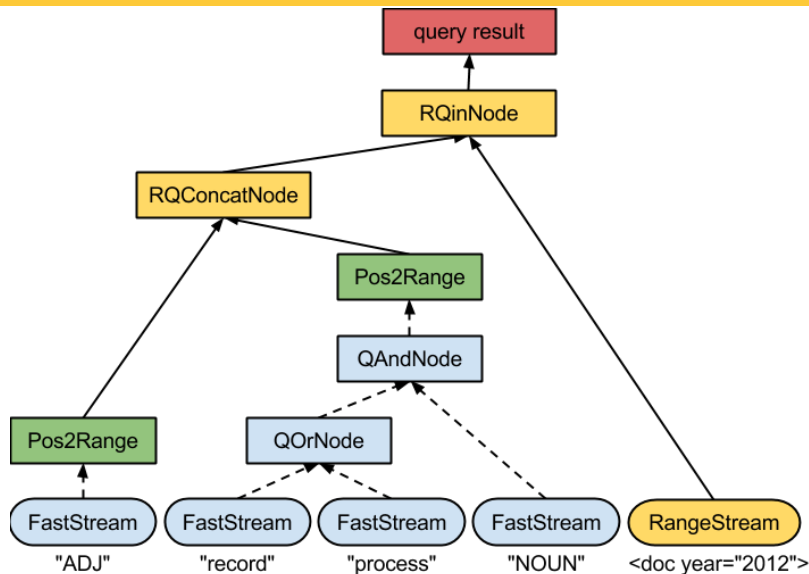 query result
RQinNode
RQConcatNode
Pos2Range
QAndNode
Pos2Range
QOrNode
FastStream
FastStream
FastStream
FastStream
RangeStream
"ADJ"
"record"
"process"
"NOUN"
<doc year="2012">